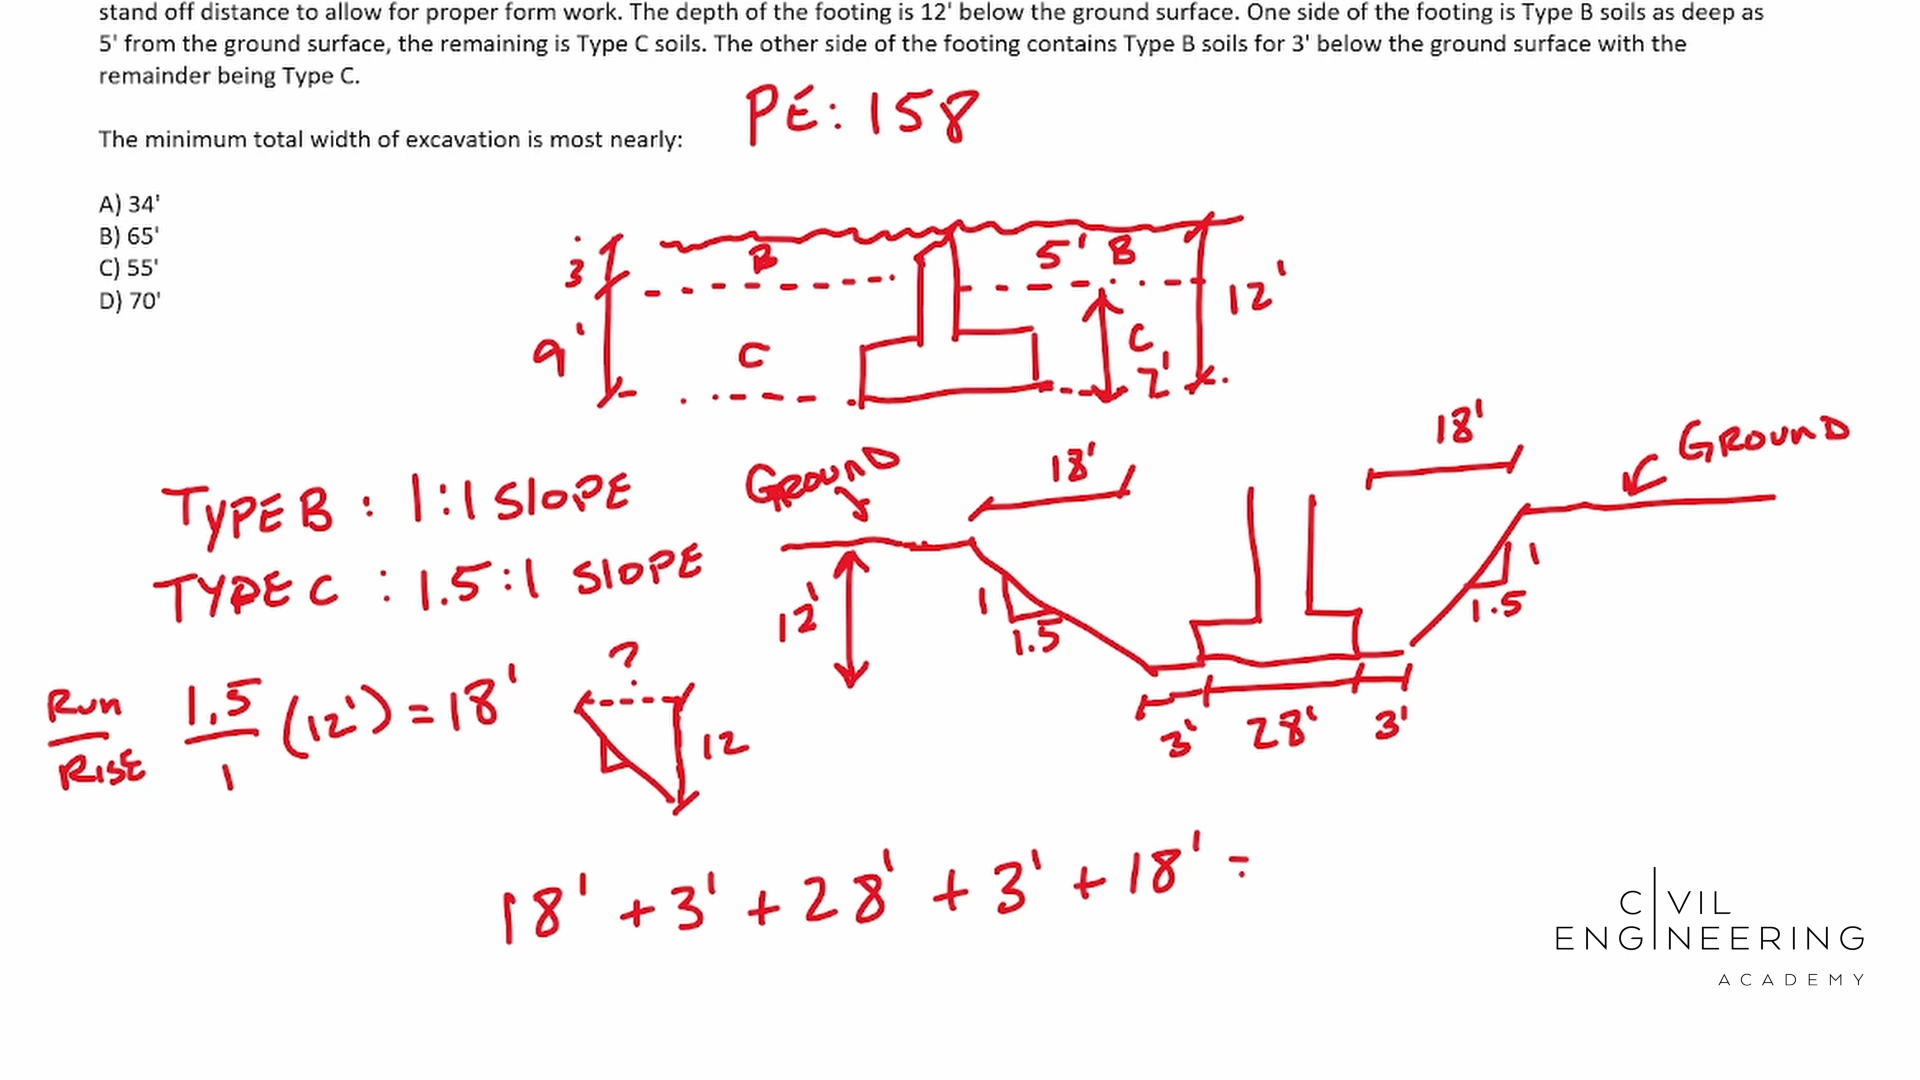 stand off distance to allow for proper form work. The depth of the footing is 12' below the ground surface. One side of the footing is Type B soils as deep as
5' from the ground surface, the remaining is Type C soils. The other side of the footing contains Type B soils for 3' below the ground surface with the
remainder being Type C.
PE: 158
The minimum total width of excavation is most nearly:
A) 34'
B) 65'
C) 55'
D) 70'
3' B 5' B 12'
9' C C 7'
18' 18'
GROUND GROUND
TYPE B : 1:1 SLOPE
TYPE C : 1.5:1 SLOPE
12' 1 1.5 1 1.5
?
Run
RISE
1.5
1
(12') = 18'
12
3' 28' 3'
18' + 3' + 28' + 3' + 18' =
CIVIL
ENGINEERING
ACADEMY